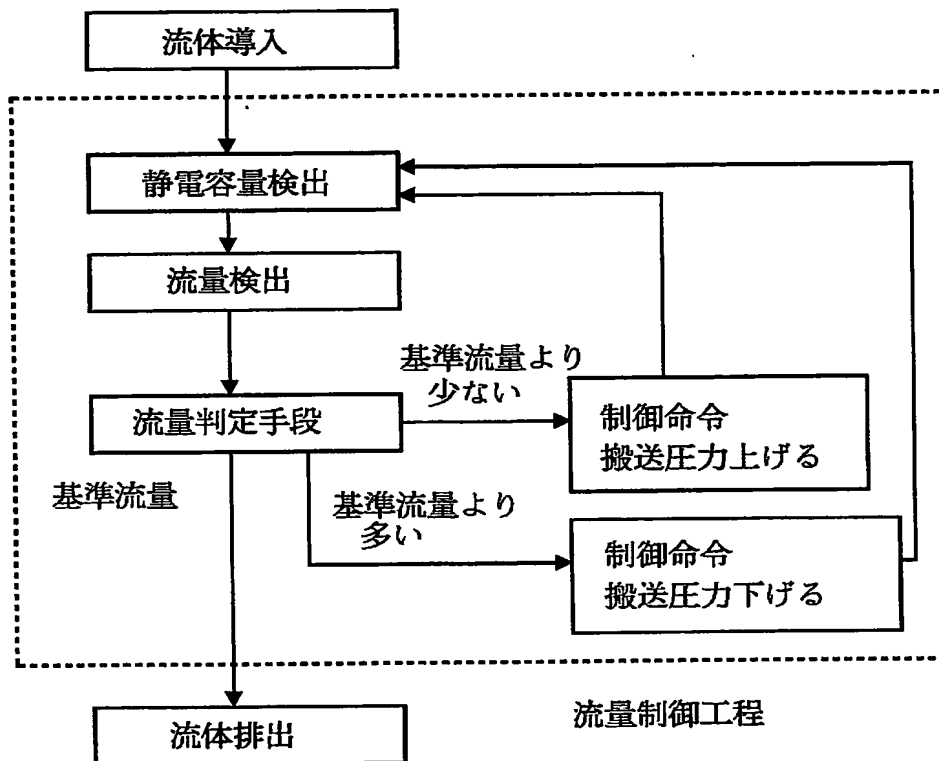 流体導入
静電容量検出
流量検出
基準流量より
少ない
流量判定手段
制御命令
搬送圧力上げる
基準流量
基準流量より
多い
制御命令
搬送圧力下げる
流量制御工程
流体排出